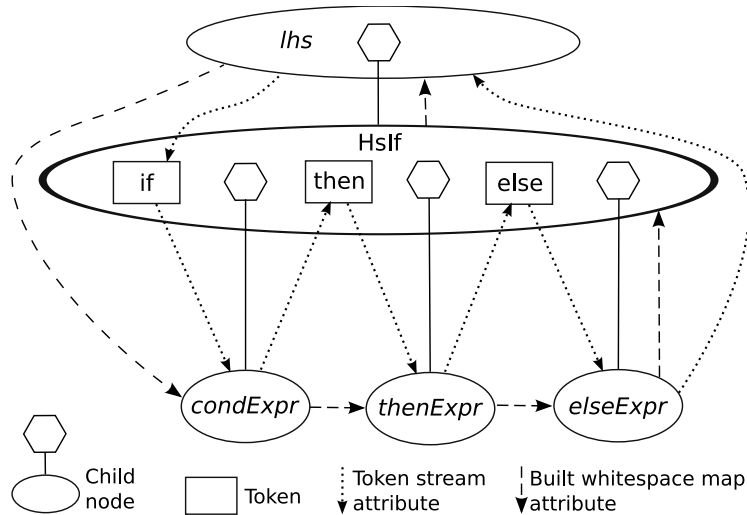 lhs
HsIf
if
then
else
condExpr
thenExpr
elseExpr
Child
node
Token
Token stream
attribute
Built whitespace map
attribute